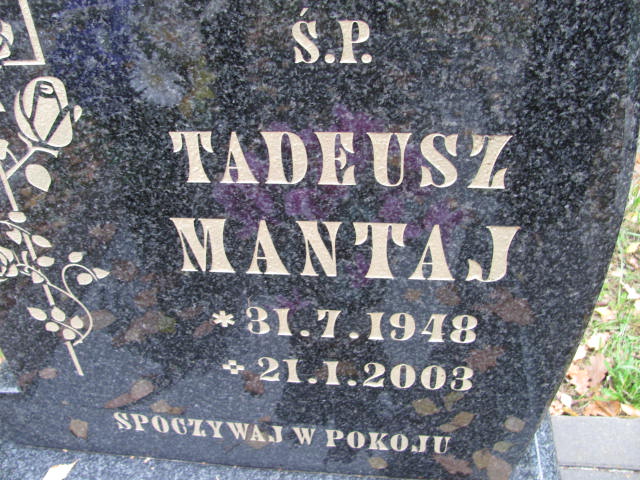 Ś.P.
TADEUSZ
MANTAJ
* 31.7.1948
+ 21.1.2003
SPOCZYWAJ W POKOJU